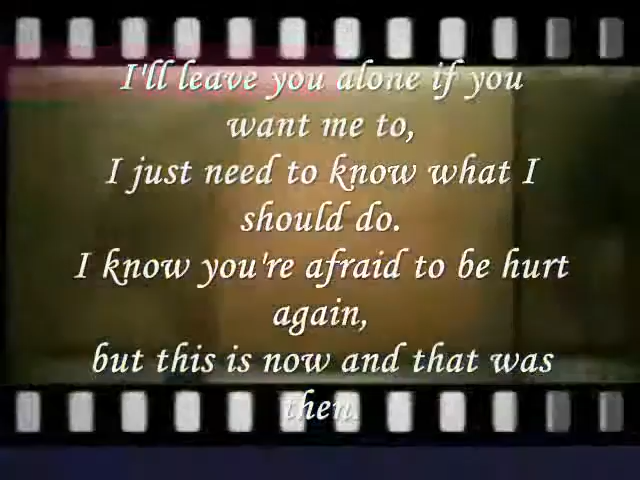 I'll leave you alone if you
want me to,
I just need to know what I
should do.
I know you're afraid to be hurt
again,
but this is now and that was
then.